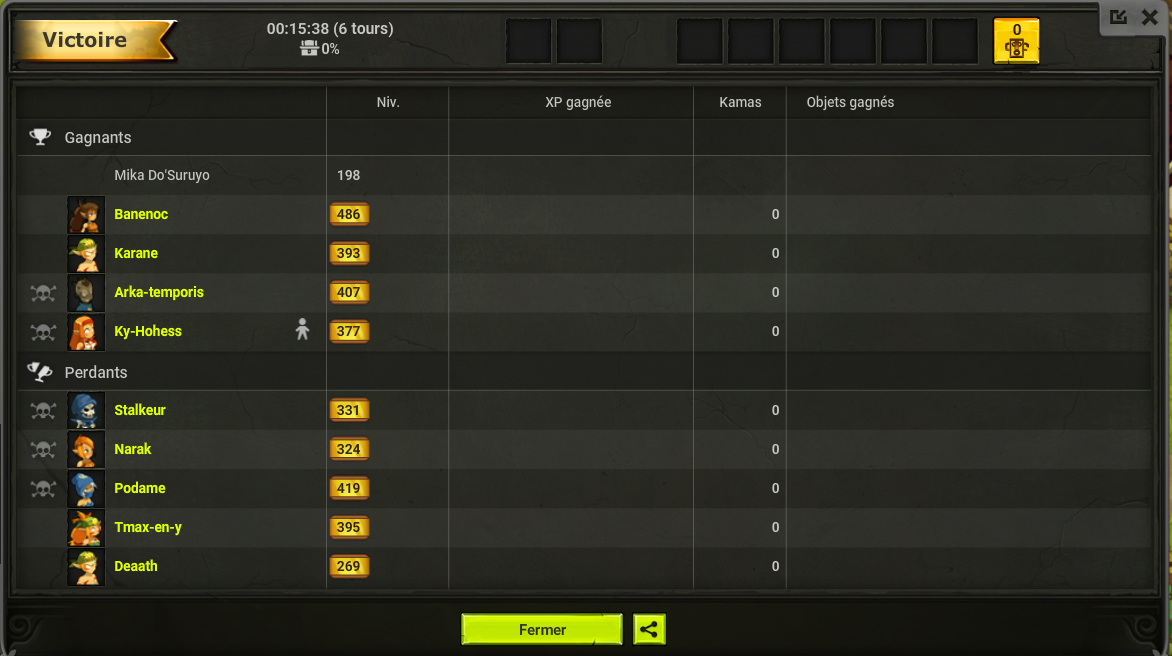 Victoire
00:15:38 (6 tours)
0%
0
Niv. XP gagnée Kamas Objets gagnés
Gagnants
Mika Do'Suruyo 198
Banenoc 486 0
Karane 393 0
Arka-temporis 407 0
Ky-Hohess 377 0
Perdants
Stalkeur 331 0
Narak 324 0
Podame 419 0
Tmax-en-y 395 0
Deaath 269 0
Fermer